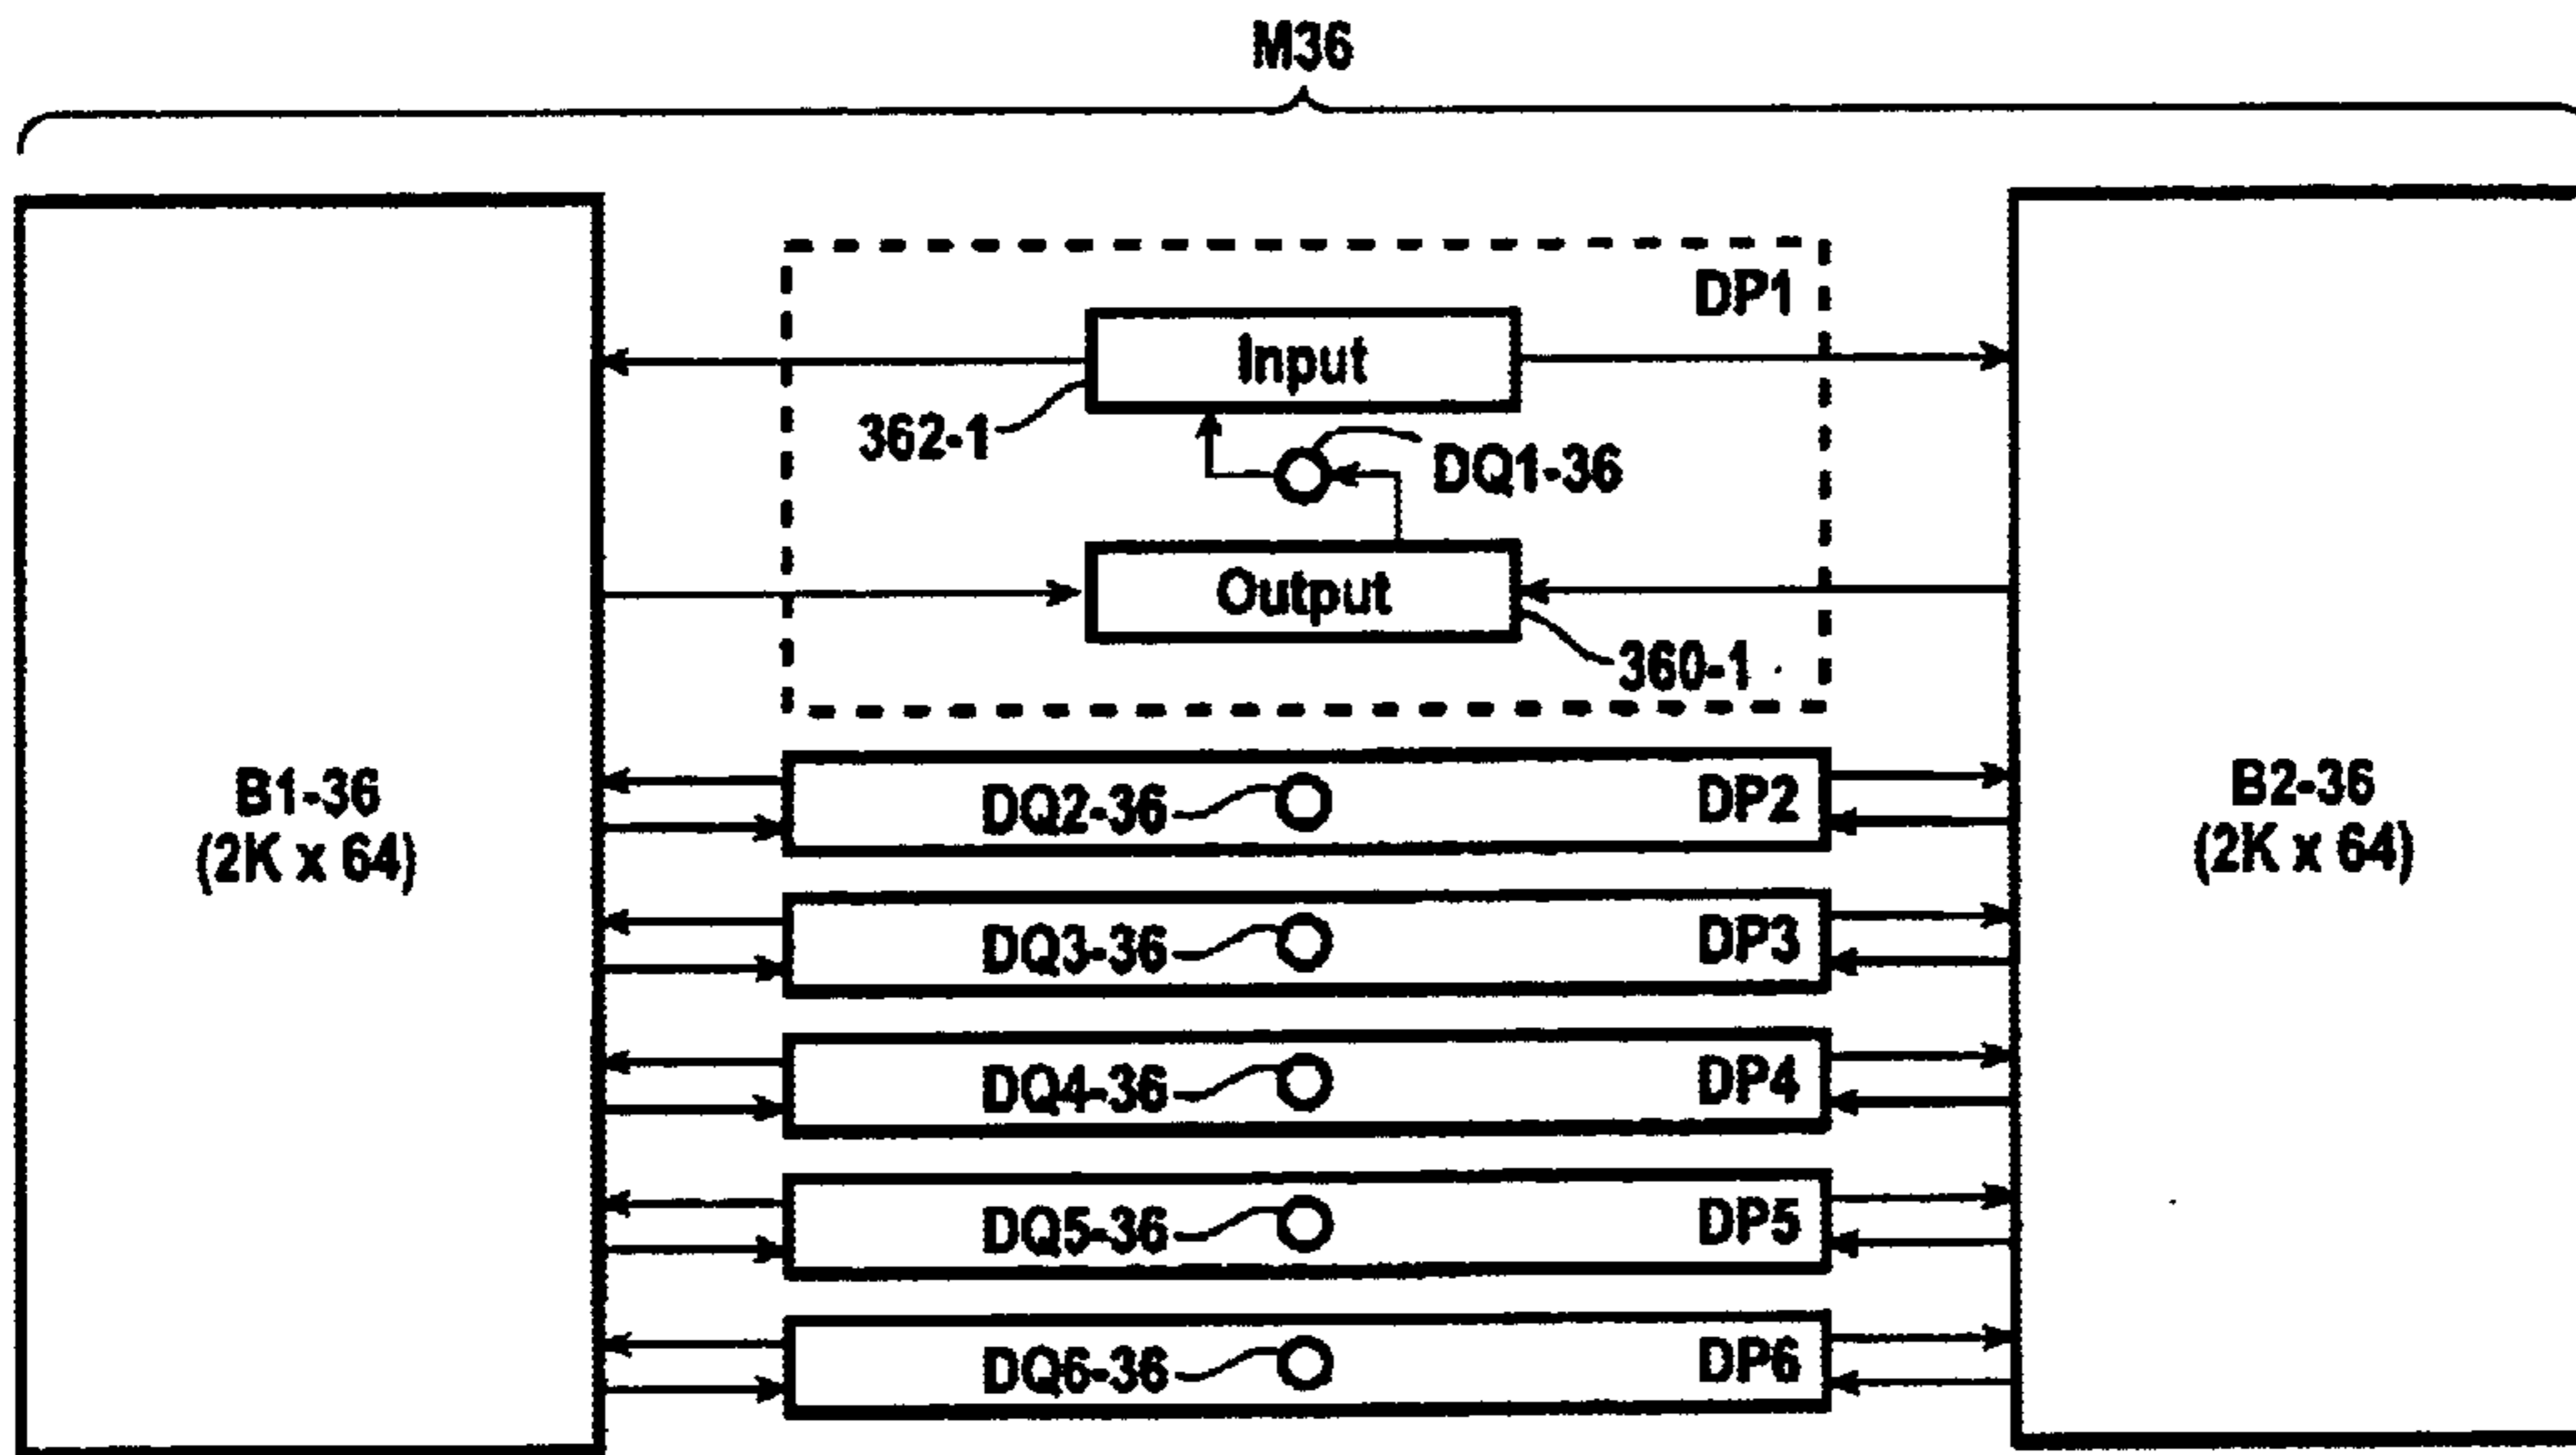 M36
DP1
Input
362-1
DQ1-36
Output
360-1
B1-36
(2K x 64)
DQ2-36
DP2
B2-36
(2K x 64)
DQ3-36
DP3
DQ4-36
DP4
DQ5-36
DP5
DQ6-36
DP6